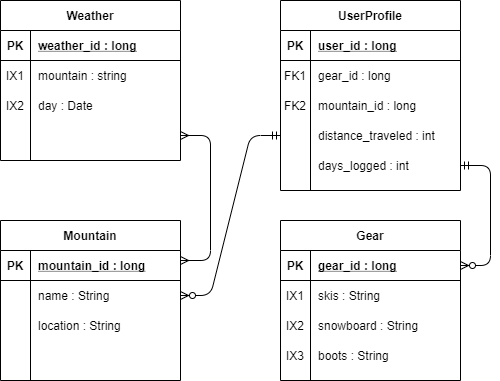 Weather
PK weather_id : long
IX1 mountain : string
IX2 day : Date
UserProfile
PK user_id : long
FK1 gear_id : long
FK2 mountain_id : long
distance_traveled : int
days_logged : int
Mountain
PK mountain_id : long
name : String
location : String
Gear
PK gear_id : long
IX1 skis : String
IX2 snowboard : String
IX3 boots : String